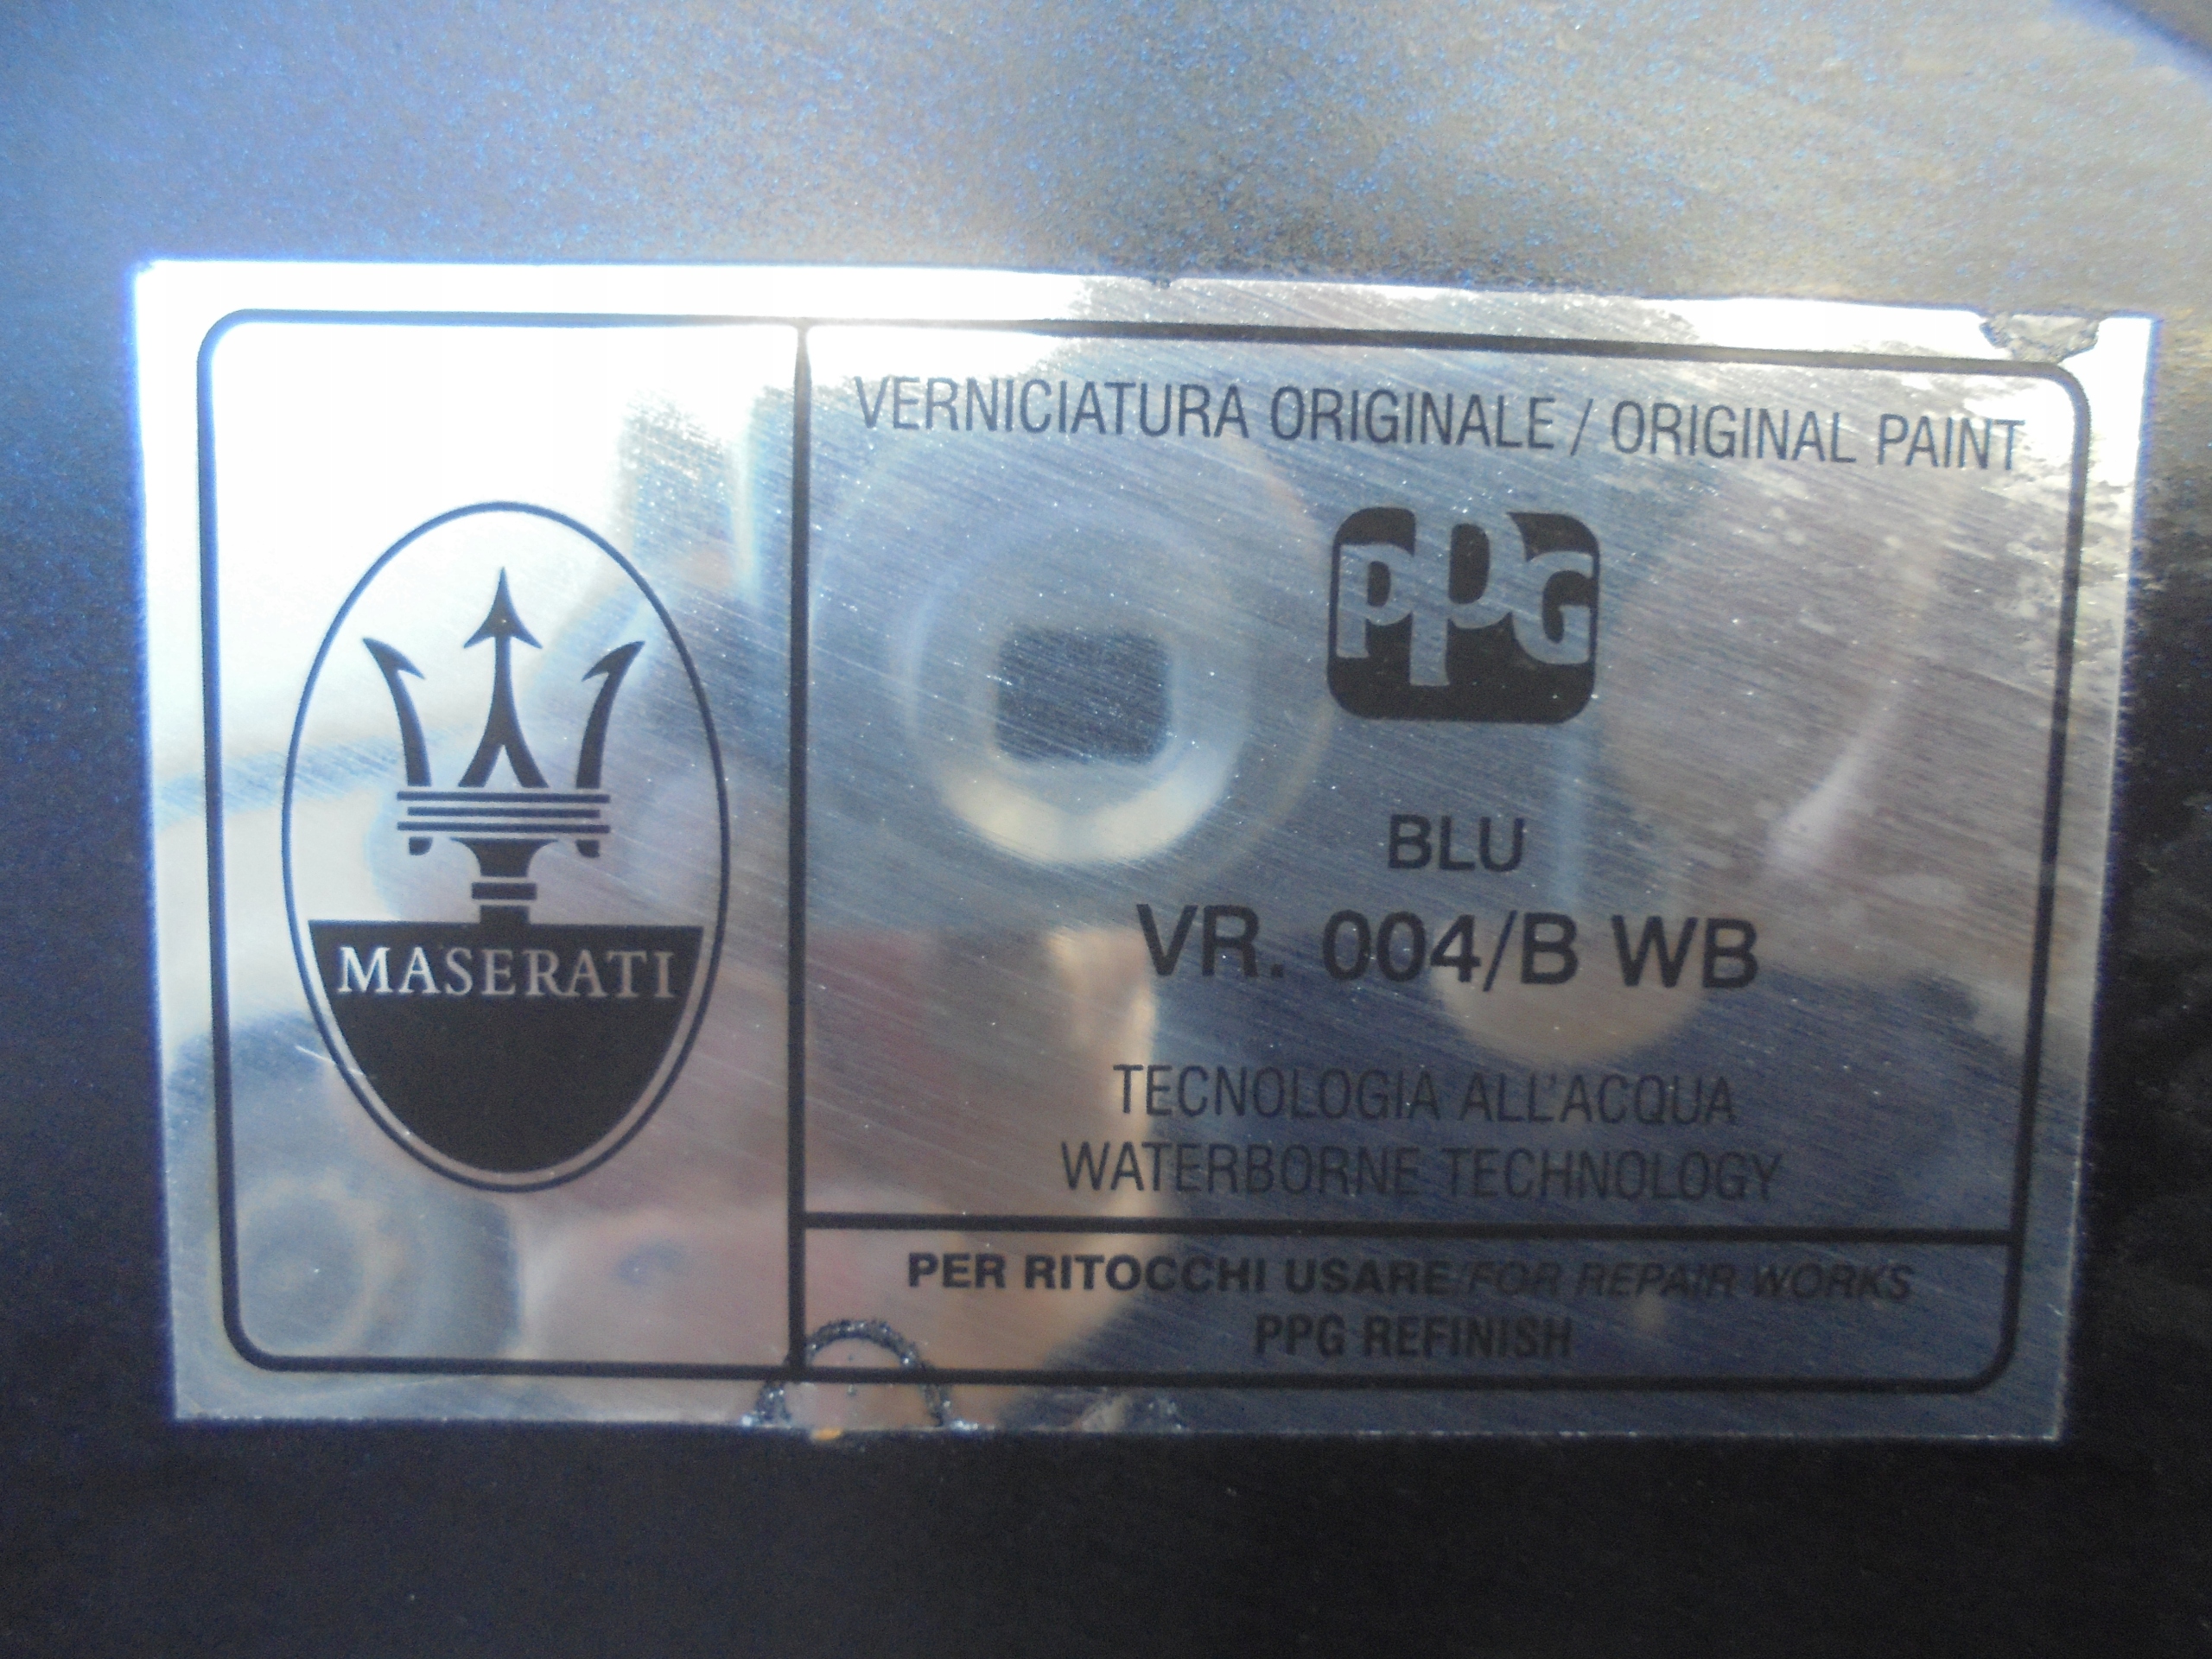 MASERATI
VERNICIATURA ORIGINALE / ORIGINAL PAINT
PPG
BLU
VR. 004/B WB
TECNOLOGIA ALL'ACQUA
WATERBORNE TECHNOLOGY
PER RITOCCHI USARE/FOR REPAIR WORKS
PPG REFINISH